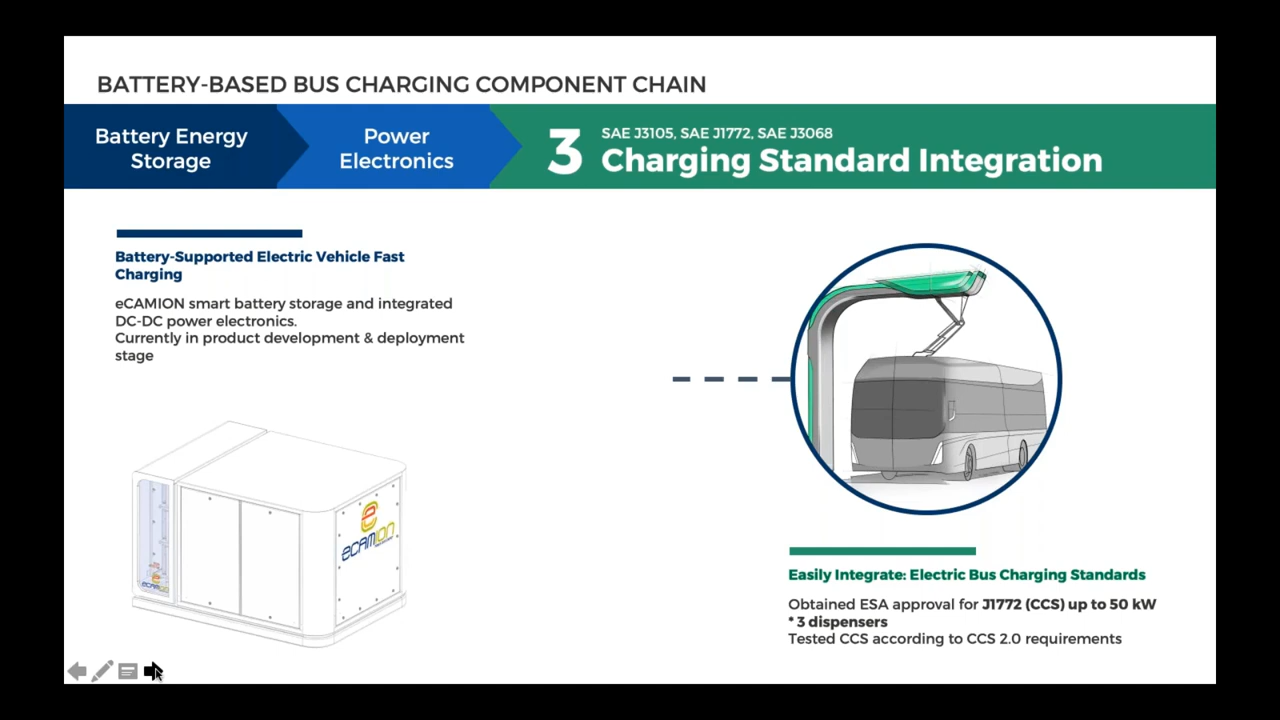 BATTERY-BASED BUS CHARGING COMPONENT CHAIN
Battery Energy
Storage
Power
Electronics
3
SAE J3105, SAE J1772, SAE J3068
Charging Standard Integration
Battery-Supported Electric Vehicle Fast
Charging
eCAMION smart battery storage and integrated
DC-DC power electronics.
Currently in product development & deployment
stage
eCAMION
eCAMION
Easily Integrate: Electric Bus Charging Standards
Obtained ESA approval for J1772 (CCS) up to 50 kW
* 3 dispensers
Tested CCS according to CCS 2.0 requirements